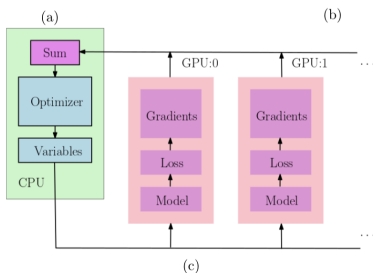 (a)
(b)
Sum
GPU:0
GPU:1
...
Optimizer
Gradients
Gradients
Variables
Loss
Loss
CPU
Model
Model
...
(c)